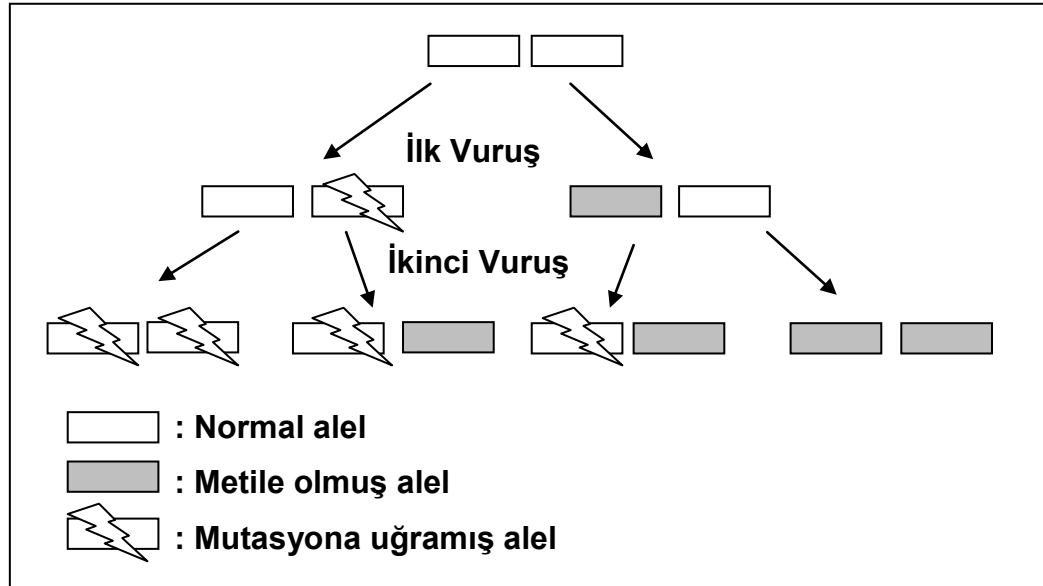 İlk Vuruş
İkinci Vuruş
: Normal alel
: Metile olmuş alel
: Mutasyona uğramış alel